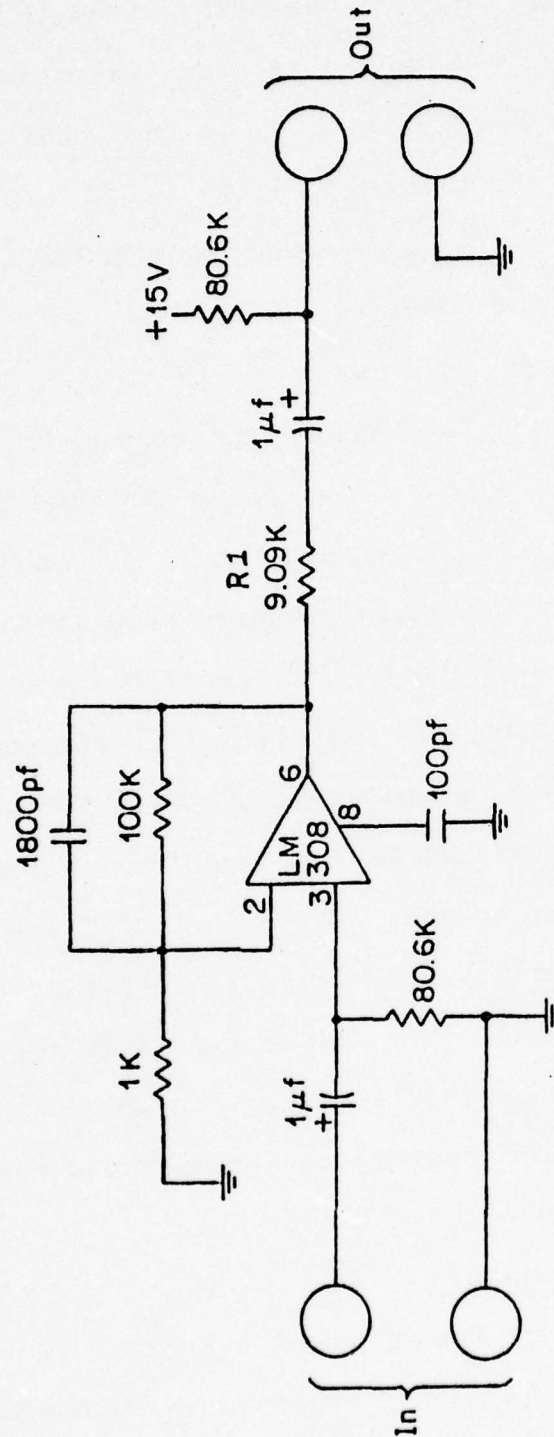 1800pf
100K
1K
2
LM
308
3
6
8
100pf
R1
9.09K
1µf
+
+15V
80.6K
Out
1µf
+
80.6K
In